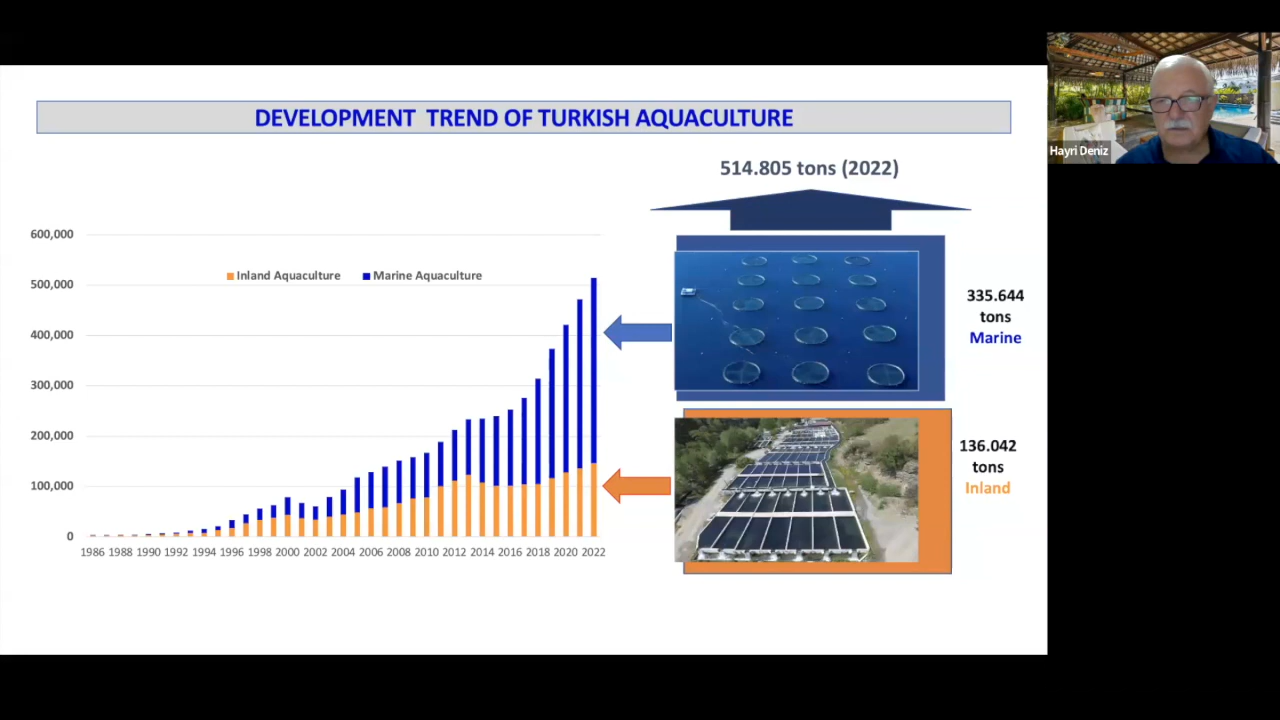 DEVELOPMENT TREND OF TURKISH AQUACULTURE
Hayri Deniz
514.805 tons (2022)
600,000
500,000
400,000
300,000
200,000
100,000
0
Inland Aquaculture
Marine Aquaculture
1986 1988 1990 1992 1994 1996 1998 2000 2002 2004 2006 2008 2010 2012 2014 2016 2018 2020 2022
335.644
tons
Marine
136.042
tons
Inland